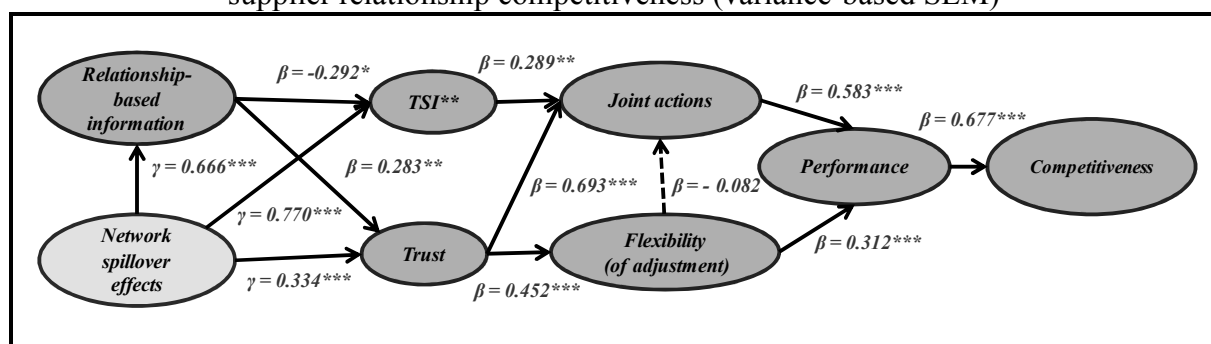 supplier relationship competitiveness (variance-based SEM)
Relationship-
based
information
β = -0.292*
TSI**
β = 0.289**
Joint actions
β = 0.583***
β = 0.677***
γ = 0.666***
β = 0.283**
β = 0.693***
β = - 0.082
Performance
Competitiveness
γ = 0.770***
Network
spillover
effects
γ = 0.334***
Trust
β = 0.452***
Flexibility
(of adjustment)
β = 0.312***